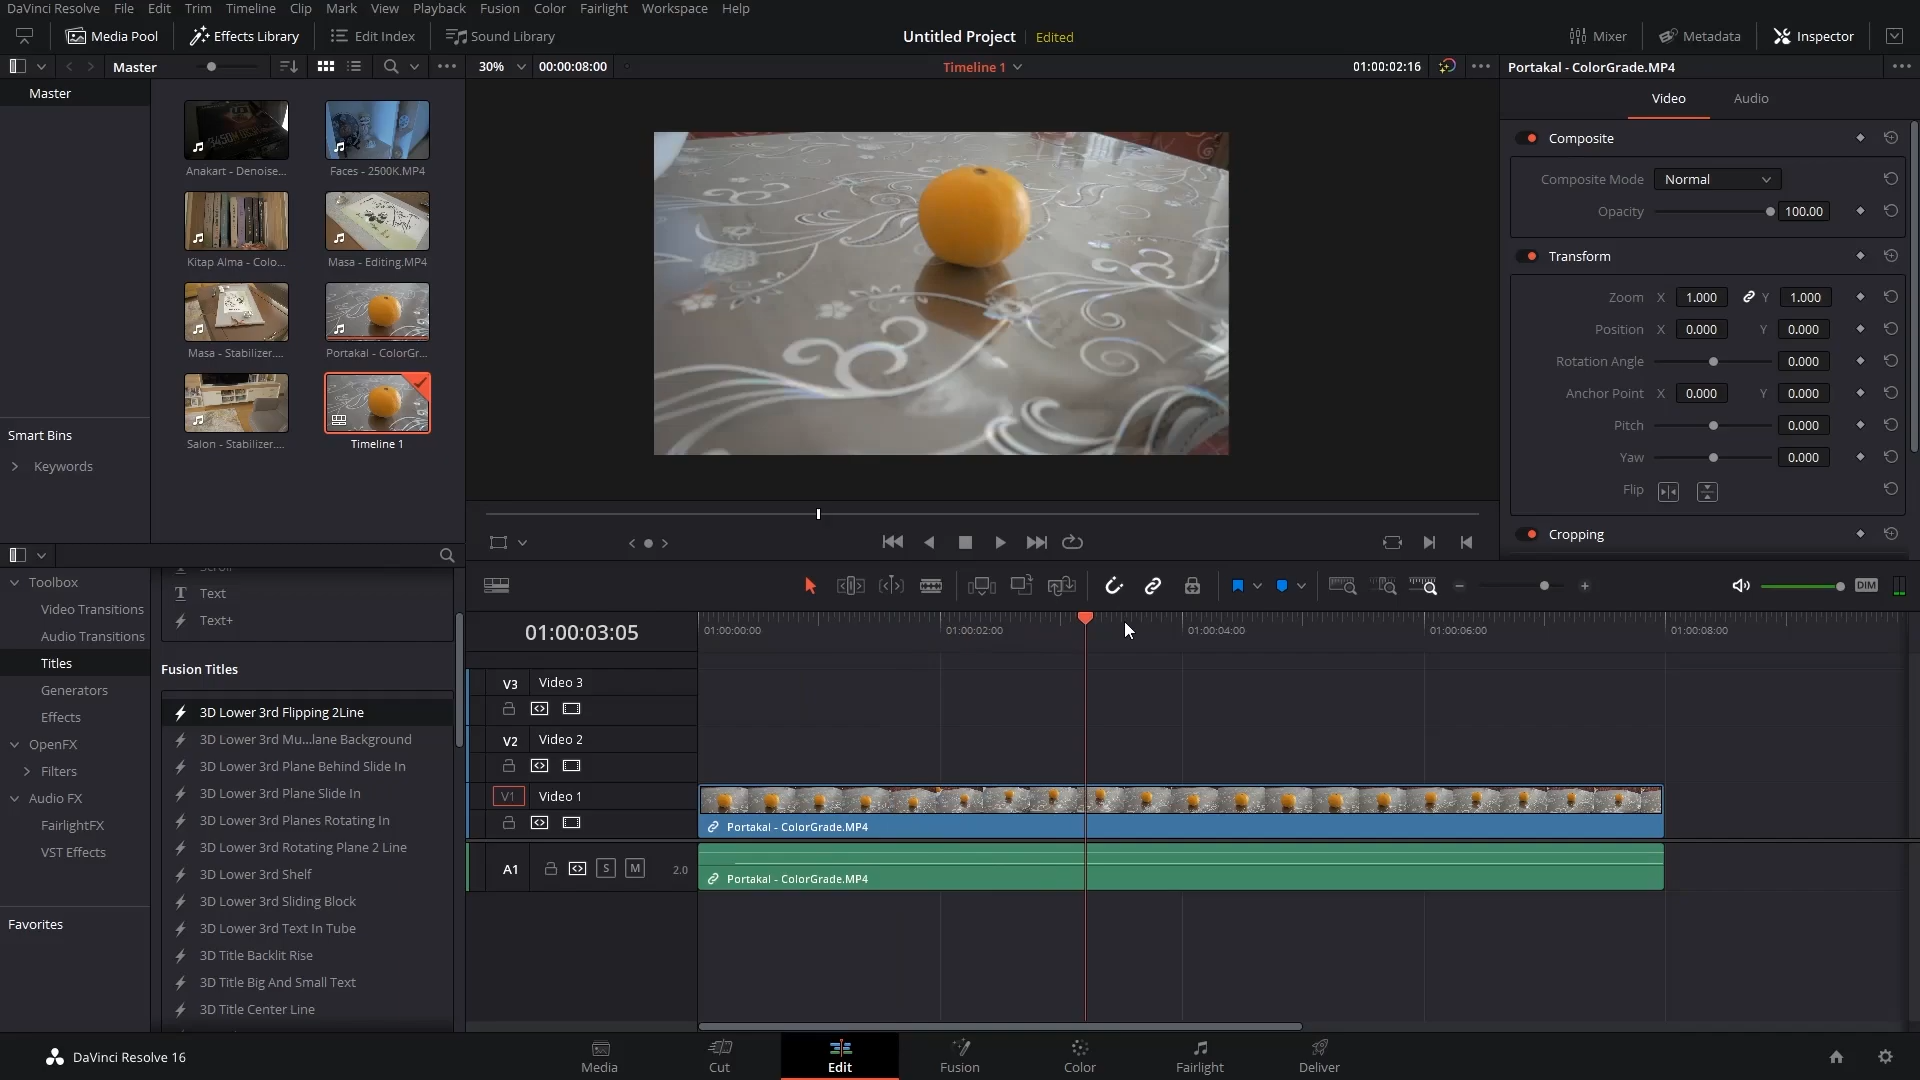 DaVinci Resolve File Edit Trim Timeline Clip Mark View Playback Fusion Color Fairlight Workspace Help
Media Pool Effects Library Edit Index Sound Library Untitled Project Edited Mixer Metadata Inspector
Master 30% 00:00:08:00 Timeline 1 01:00:02:16 Portakal - ColorGrade.MP4
Master
Anakart - Denoise...
Faces - 2500K.MP4
Kitap Alma - Colo...
Masa - Editing.MP4
Masa - Stabilizer....
Portakal - ColorGr...
Salon - Stabilizer....
Timeline 1
Smart Bins
Keywords
Video Audio
Composite
Composite Mode Normal
Opacity 100.00
Transform
Zoom X 1.000 Y 1.000
Position X 0.000 Y 0.000
Rotation Angle 0.000
Anchor Point X 0.000 Y 0.000
Pitch 0.000
Yaw 0.000
Flip
Cropping
Toolbox
Video Transitions
Audio Transitions
Titles
Generators
Effects
OpenFX
Filters
Audio FX
FairlightFX
VST Effects
Favorites
Text
Text+
Fusion Titles
3D Lower 3rd Flipping 2Line
3D Lower 3rd Mu...lane Background
3D Lower 3rd Plane Behind Slide In
3D Lower 3rd Plane Slide In
3D Lower 3rd Planes Rotating In
3D Lower 3rd Rotating Plane 2 Line
3D Lower 3rd Shelf
3D Lower 3rd Sliding Block
3D Lower 3rd Text In Tube
3D Title Backlit Rise
3D Title Big And Small Text
3D Title Center Line
DIM
01:00:03:05 01:00:00:00 01:00:02:00 01:00:04:00 01:00:06:00 01:00:08:00
V3 Video 3
V2 Video 2
V1 Video 1
Portakal - ColorGrade.MP4
A1 S M 2.0
Portakal - ColorGrade.MP4
DaVinci Resolve 16
Media Cut Edit Fusion Color Fairlight Deliver